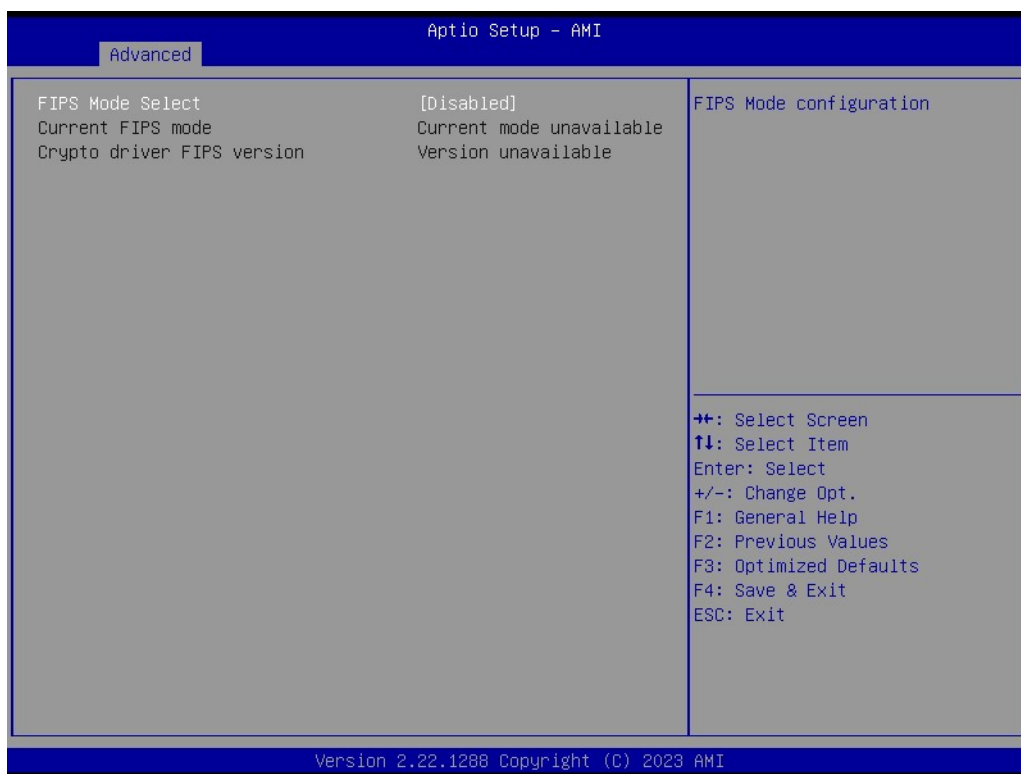 Aptio Setup - AMI
Advanced
FIPS Mode Select [Disabled]
Current FIPS mode Current mode unavailable
Crypto driver FIPS version Version unavailable
FIPS Mode configuration
→←: Select Screen
↑↓: Select Item
Enter: Select
+/-: Change Opt.
F1: General Help
F2: Previous Values
F3: Optimized Defaults
F4: Save & Exit
ESC: Exit
Version 2.22.1288 Copyright (C) 2023 AMI